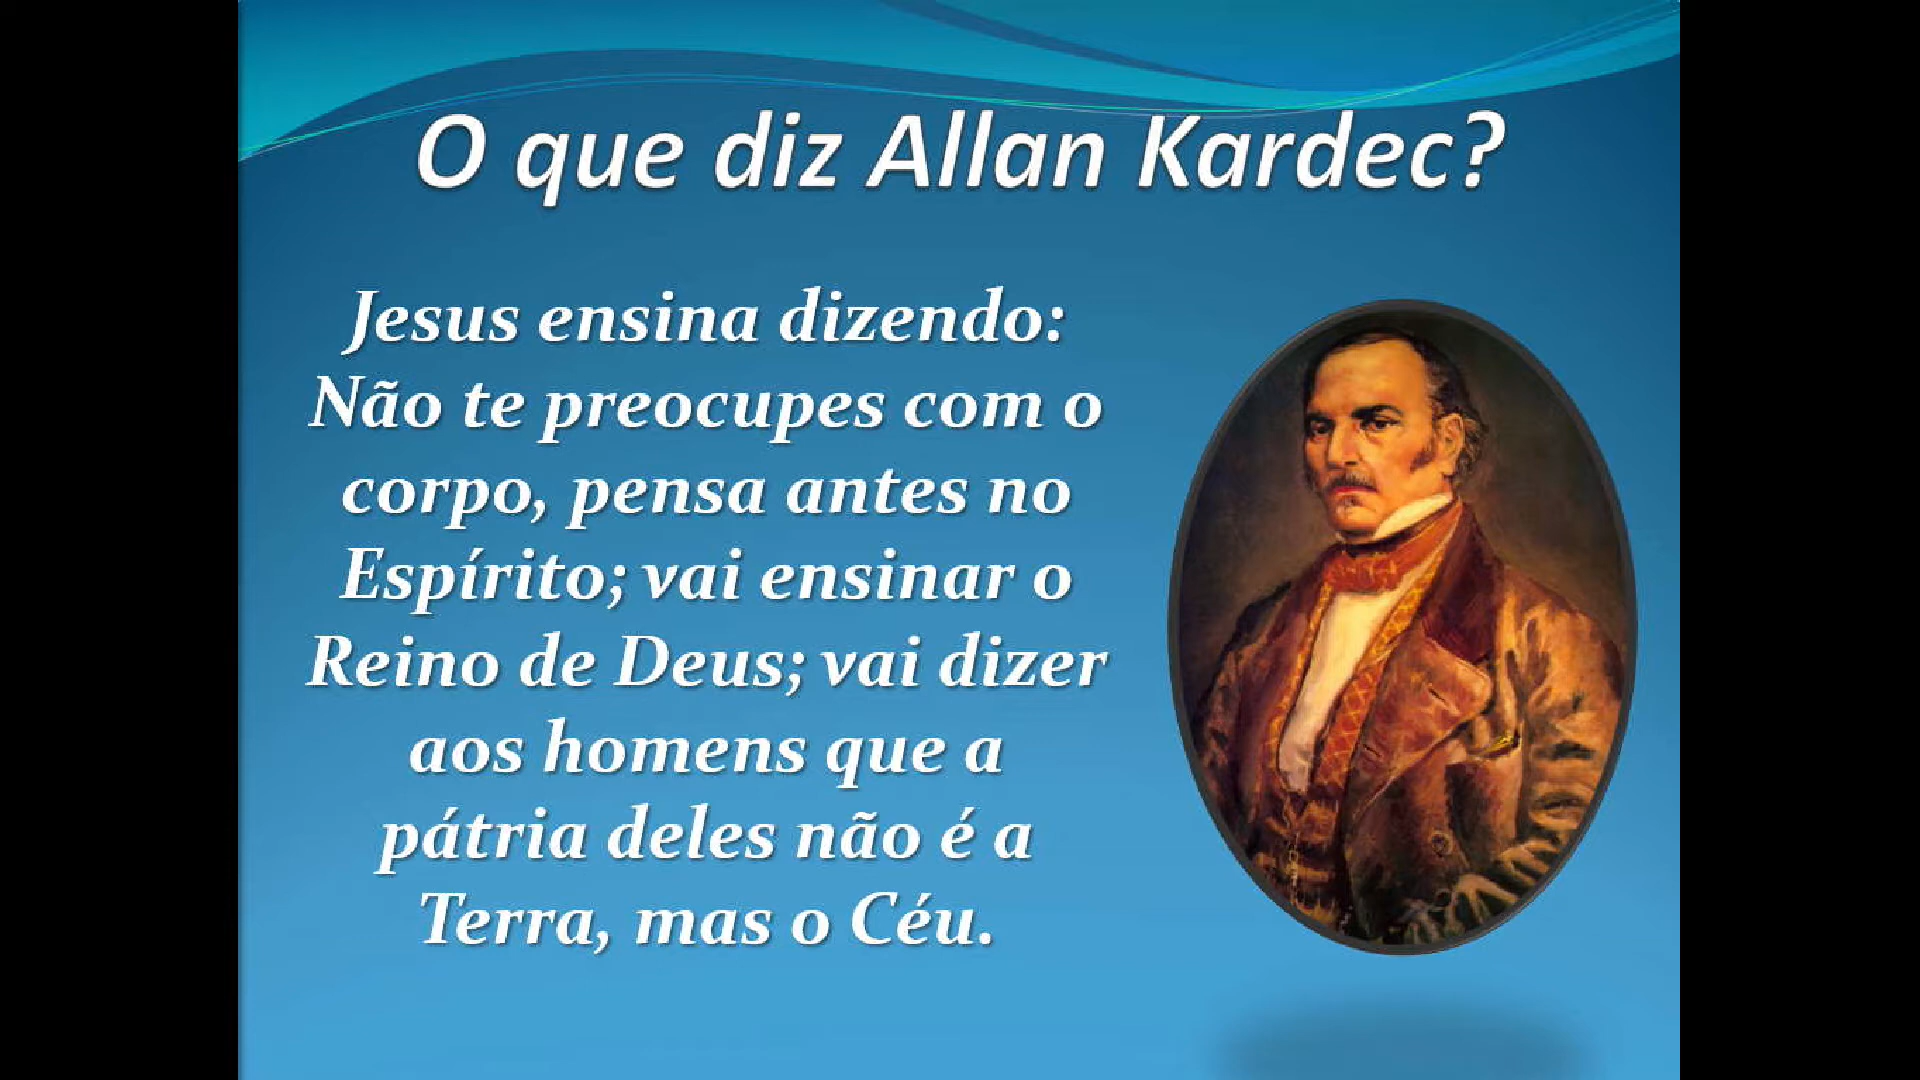 O que diz Allan Kardec?
Jesus ensina dizendo:
Não te preocupes com o
corpo, pensa antes no
Espírito; vai ensinar o
Reino de Deus; vai dizer
aos homens que a
pátria deles não é a
Terra, mas o Céu.